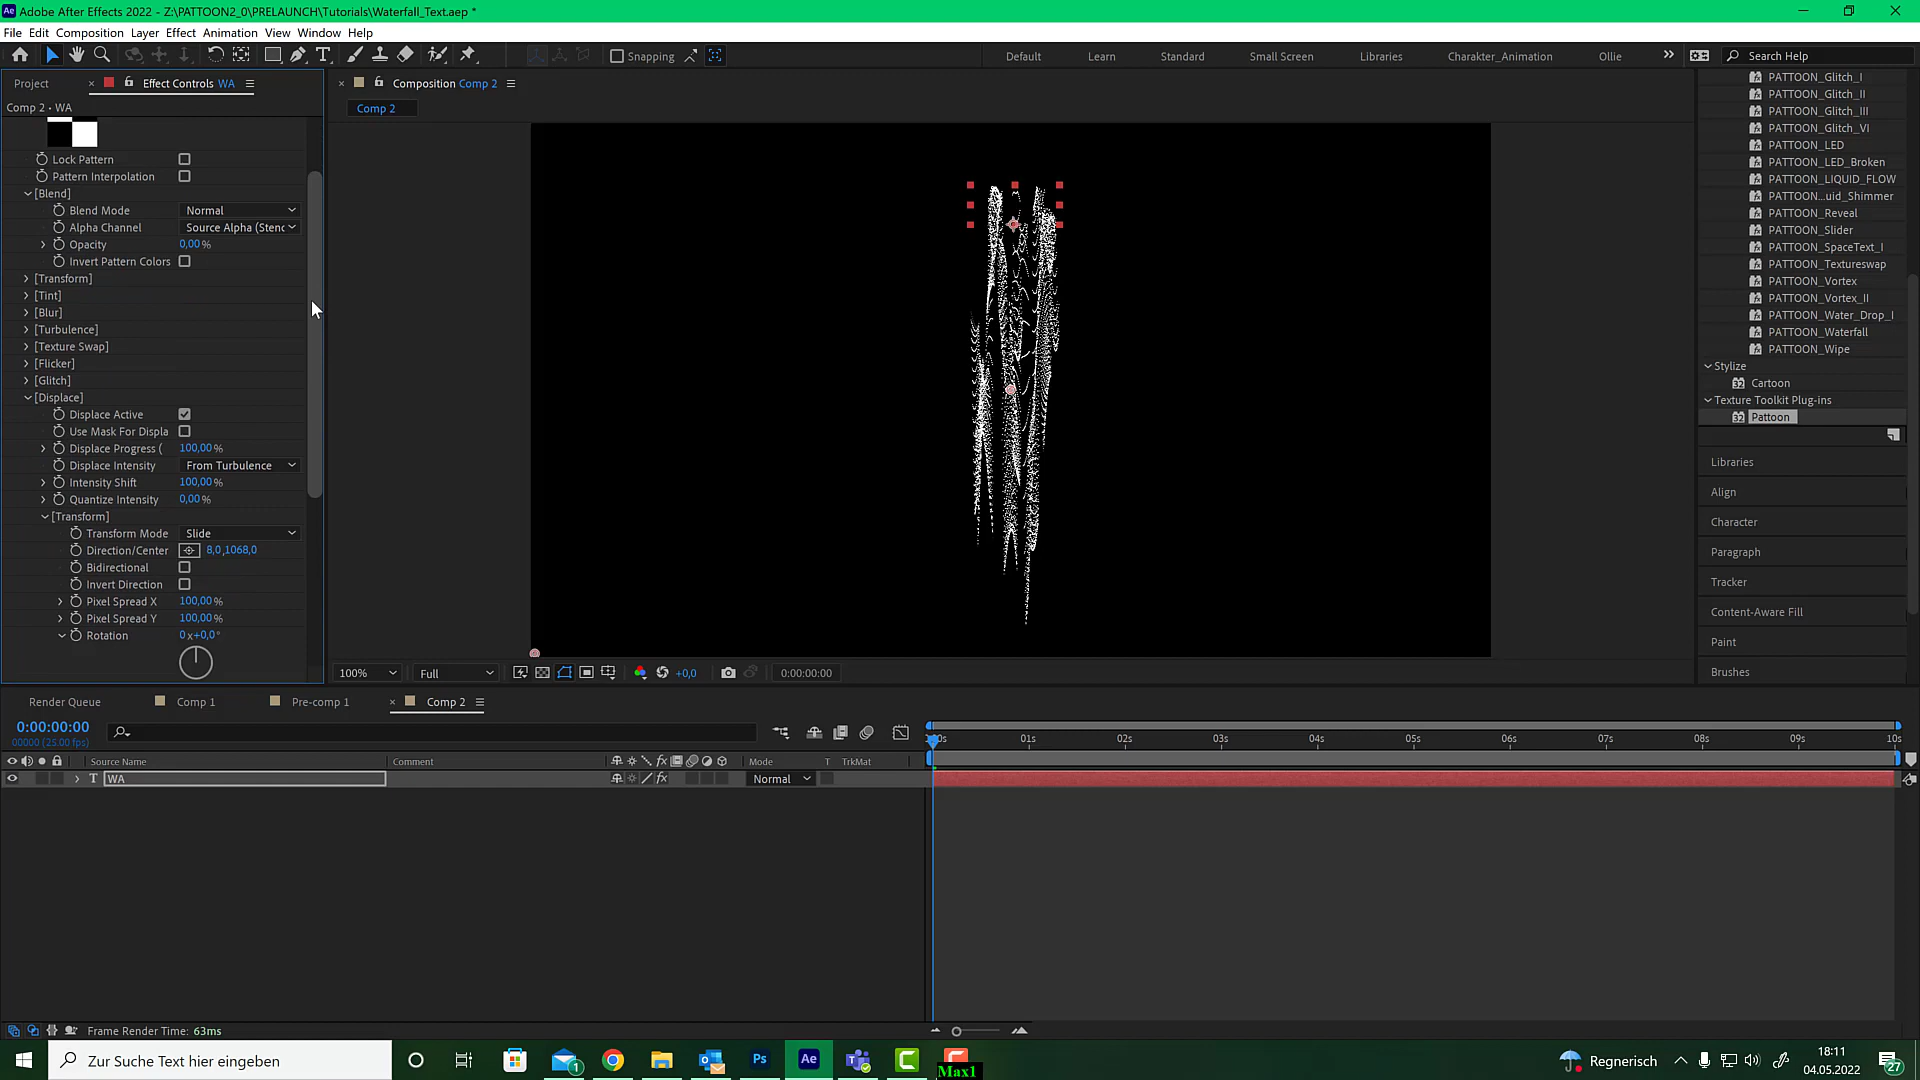 Adobe After Effects 2022 - Z:\PATTOON2_0\PRELAUNCH\Tutorials\Waterfall_Text.aep *
File Edit Composition Layer Effect Animation View Window Help
Snapping
Default Learn Standard Small Screen Libraries Charakter_Animation Ollie
Search Help
Project
Effect Controls WA
Comp 2 • WA
Lock Pattern
Pattern Interpolation
[Blend]
Blend Mode Normal
Alpha Channel Source Alpha (Stenc
Opacity 0,00 %
Invert Pattern Colors
[Transform]
[Tint]
[Blur]
[Turbulence]
[Texture Swap]
[Flicker]
[Glitch]
[Displace]
Displace Active
Use Mask For Displa
Displace Progress ( 100,00 %
Displace Intensity From Turbulence
Intensity Shift 100,00 %
Quantize Intensity 0,00 %
[Transform]
Transform Mode Slide
Direction/Center 8,0,1068,0
Bidirectional
Invert Direction
Pixel Spread X 100,00 %
Pixel Spread Y 100,00 %
Rotation 0 x+0,0°
Composition Comp 2
Comp 2
100% Full +0,0 0:00:00:00
PATTOON_Glitch_I
PATTOON_Glitch_II
PATTOON_Glitch_III
PATTOON_Glitch_VI
PATTOON_LED
PATTOON_LED_Broken
PATTOON_LIQUID_FLOW
PATTOON...uid_Shimmer
PATTOON_Reveal
PATTOON_Slider
PATTOON_SpaceText_I
PATTOON_Textureswap
PATTOON_Vortex
PATTOON_Vortex_II
PATTOON_Water_Drop_I
PATTOON_Waterfall
PATTOON_Wipe
Stylize
Cartoon
Texture Toolkit Plug-ins
Pattoon
Libraries
Align
Character
Paragraph
Tracker
Content-Aware Fill
Paint
Brushes
Render Queue Comp 1 Pre-comp 1 Comp 2
0:00:00:00
00000 (25.00 fps)
Source Name Comment Mode T TrkMat
T WA Normal
01s 02s 03s 04s 05s 06s 07s 08s 09s 10s
Frame Render Time: 63ms
Zur Suche Text hier eingeben
1
Ps Ae
Max1
Regnerisch
18:11
04.05.2022
27